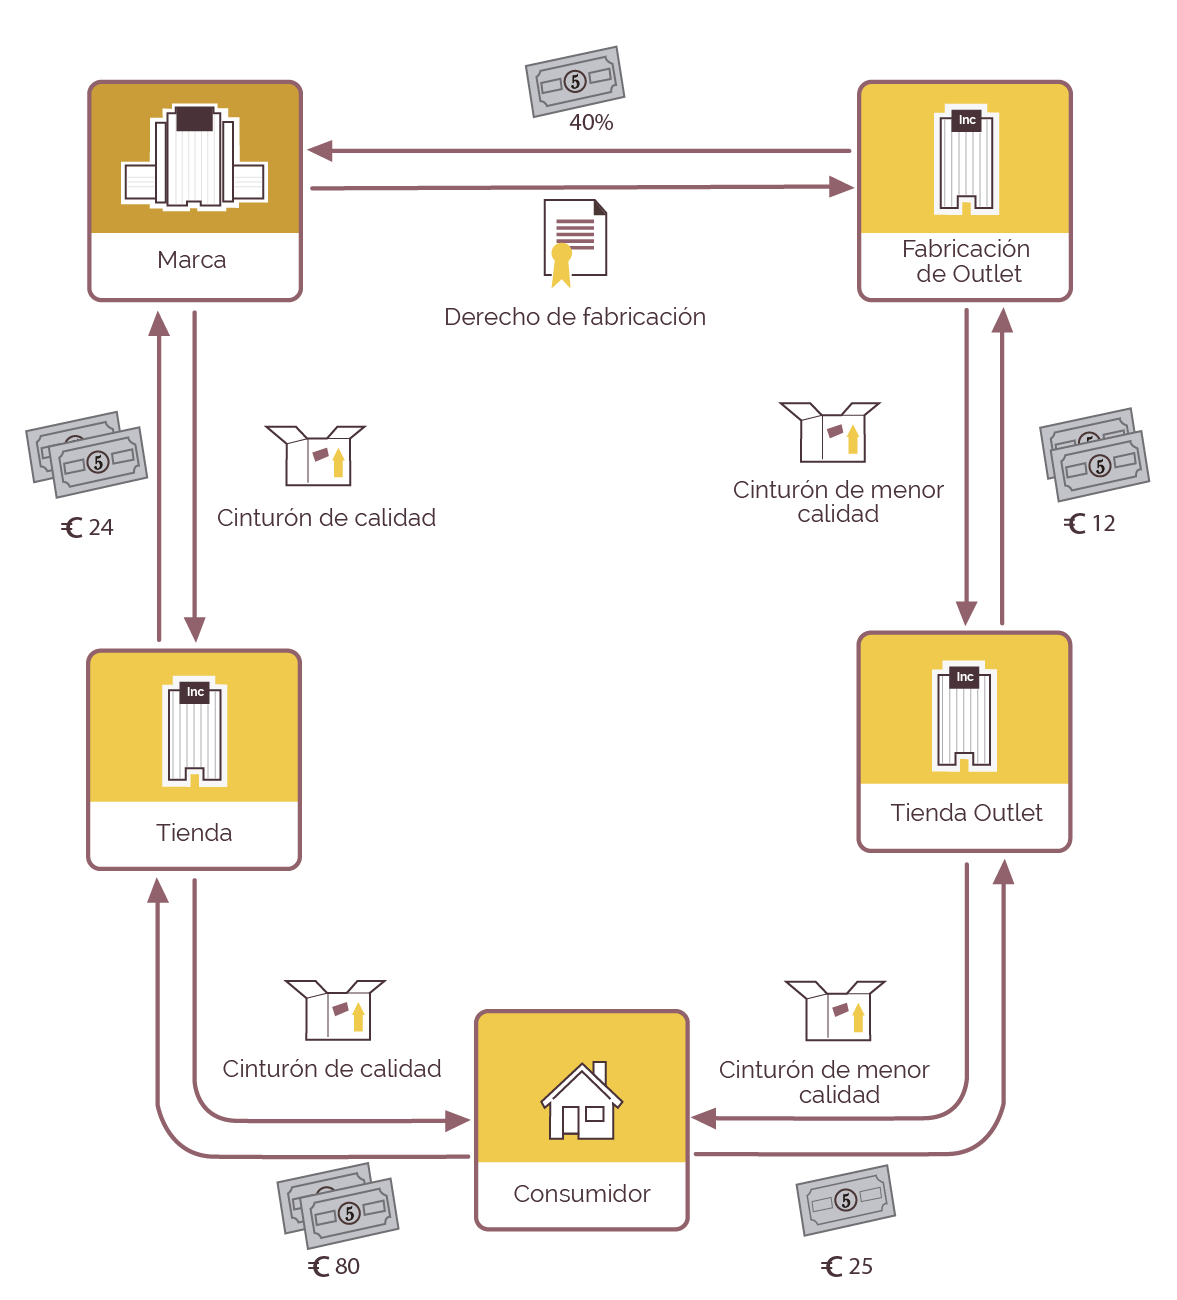 5
40%
Inc
Marca
Fabricación
de Outlet
Derecho de fabricación
5
€ 24
Cinturón de calidad
Cinturón de menor
calidad
5
5
€ 12
Inc
Tienda
Inc
Tienda Outlet
Cinturón de calidad
Cinturón de menor
calidad
Consumidor
5
€ 80
5
€ 25